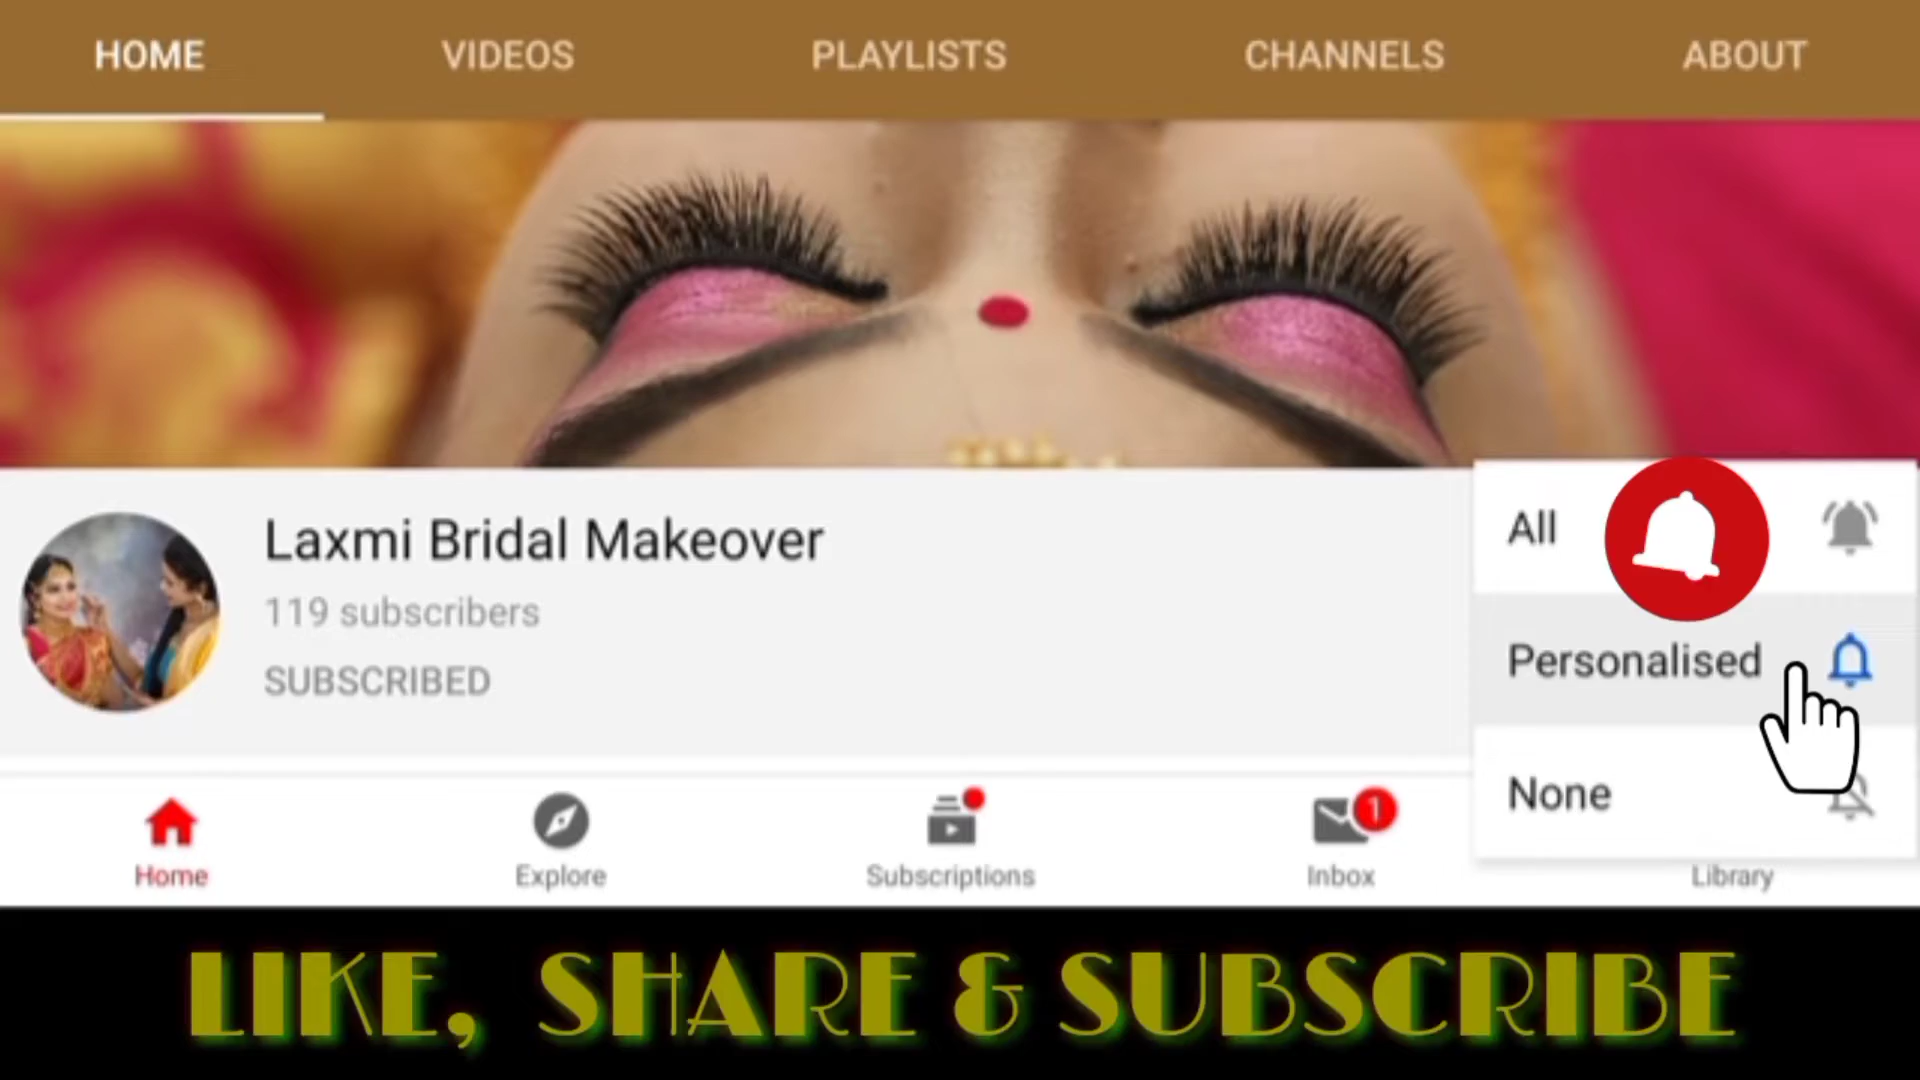 HOME VIDEOS PLAYLISTS CHANNELS ABOUT
Laxmi Bridal Makeover
119 subscribers
SUBSCRIBED
All
Personalised
None
1
Home Explore Subscriptions Inbox Library
LIKE, SHARE & SUBSCRIBE